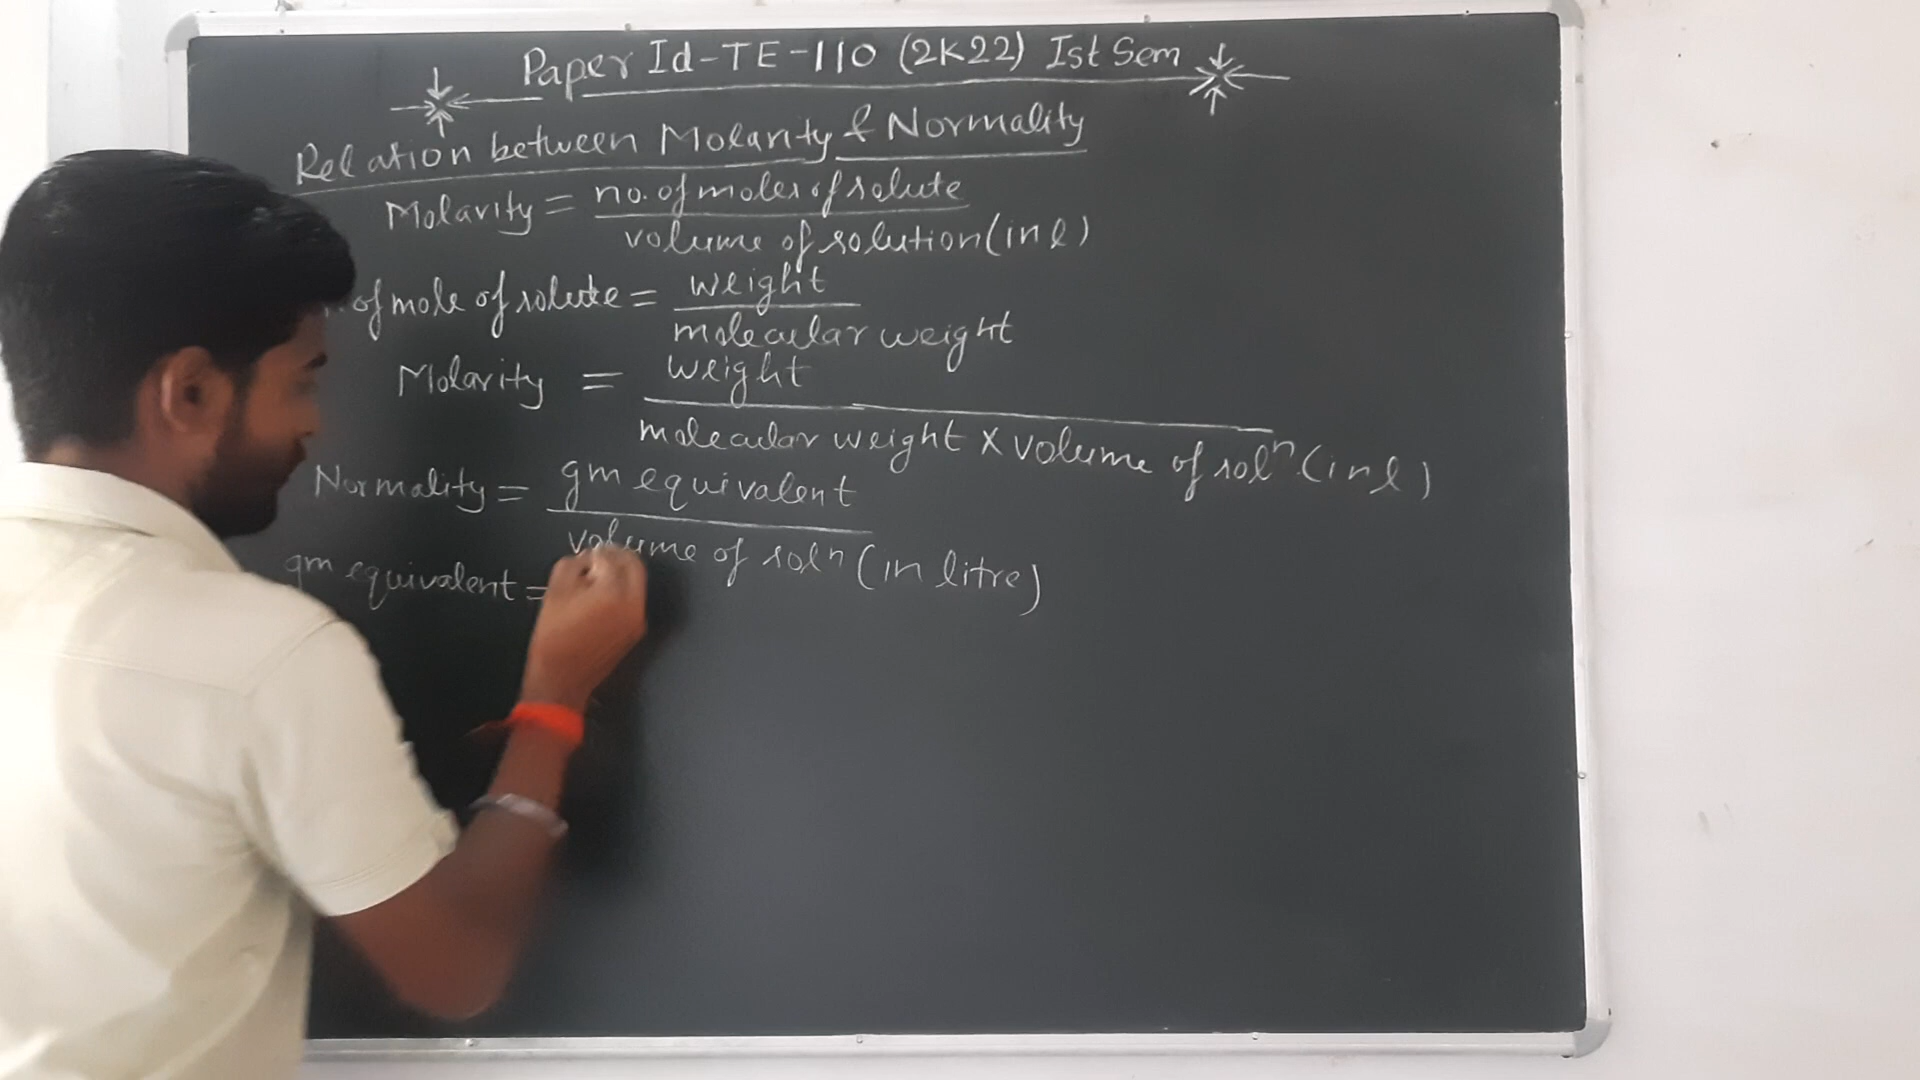 Paper Id-TE-110 (2K22) Ist Sem
Relation between Molarity & Normality
Molarity = no. of moles of solute
volume of solution (in l)
. of mole of solute = weight
molecular weight
Molarity = weight
molecular weight X volume of solⁿ (in l)
Normality = gm equivalent
volume of solⁿ (in litre)
gm equivalent =